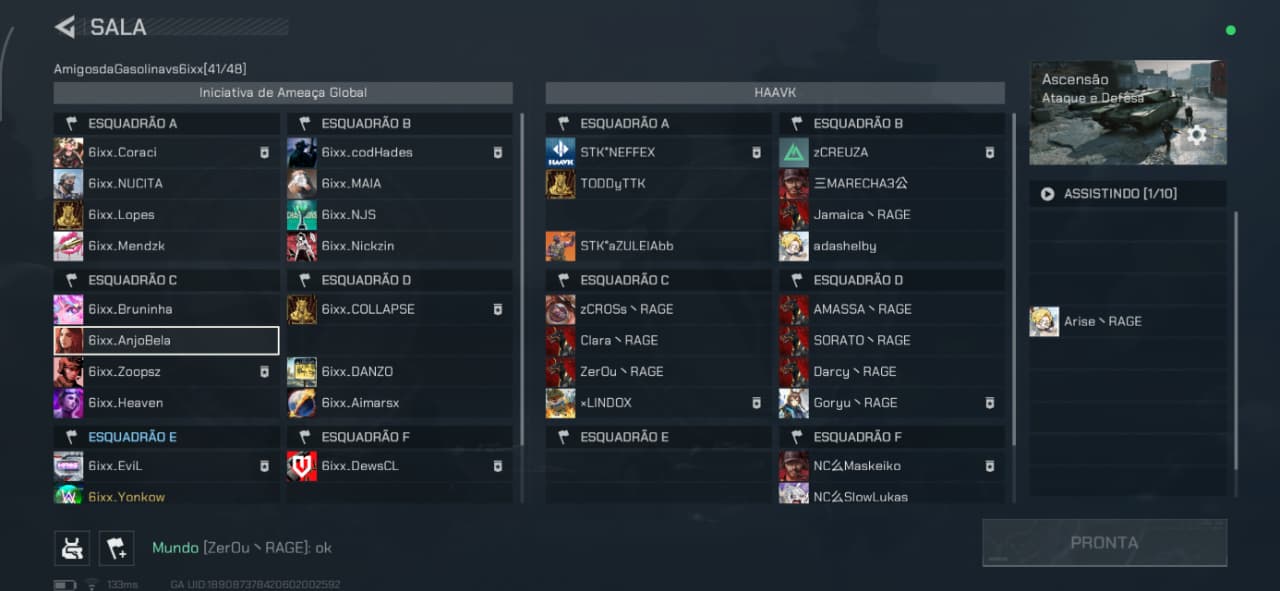 SALA
AmigosdaGasolinavs6ixx[41/48]
Iniciativa de Ameaça Global
ESQUADRÃO A
6ixx.Coraci
6ixx.NUCITA
6ixx.Lopes
6ixx.Mendzk
ESQUADRÃO B
6ixx.codHades
6ixx.MAIA
6ixx.NJS
6ixx.Nickzin
ESQUADRÃO C
6ixx.Bruninha
6ixx.AnjoBela
6ixx.Zoopsz
6ixx.Heaven
ESQUADRÃO D
6ixx.COLLAPSE
6ixx.DANZO
6ixx.Aimarsx
ESQUADRÃO E
6ixx.EviL
6ixx.Yonkow
ESQUADRÃO F
6ixx.DewsCL
HAAVK
ESQUADRÃO A
HAAVK
STK"NEFFEX
TODDyTTK
STK"aZULEIAbb
ESQUADRÃO B
zCREUZA
三MARECHA3公
Jamaica丶RAGE
adashelby
ESQUADRÃO C
zCROSs丶RAGE
Clara丶RAGE
Zer0u丶RAGE
×LINDOX
ESQUADRÃO D
AMASSA丶RAGE
SORATO丶RAGE
Darcy丶RAGE
Goryu丶RAGE
ESQUADRÃO E
ESQUADRÃO F
NC么Maskeiko
NC么SlowLukas
Ascensão
Ataque e Defesa
ASSISTINDO [1/10]
Arise丶RAGE
Mundo [Zer0u丶RAGE]: ok
PRONTA
133ms
GA UID:189087378420602002592